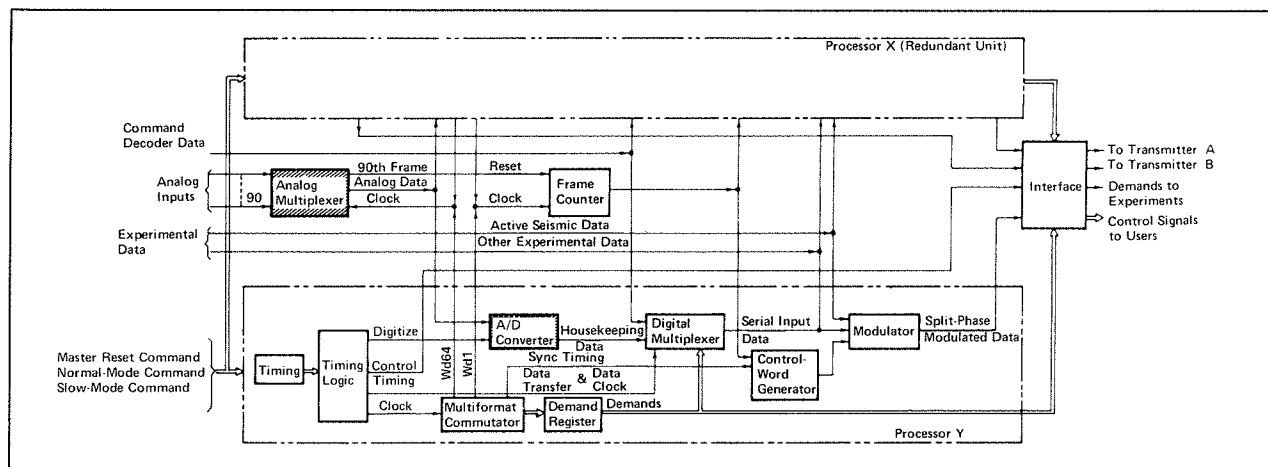 Processor X (Redundant Unit)
Command
Decoder Data
Analog
Inputs
90
Analog
Multiplexer
90th Frame
Analog Data
Clock
Reset
Clock
Frame
Counter
Interface
To Transmitter A
To Transmitter B
Demands to
Experiments
Control Signals
to Users
Experimental
Data
Active Seismic Data
Other Experimental Data
Master Reset Command
Normal-Mode Command
Slow-Mode Command
Timing
Timing
Logic
Digitize
Control
Timing
Clock
Wd64
Wd1
A/D
Converter
Housekeeping
Data
Digital
Multiplexer
Serial Input
Data
Modulator
Split-Phase
Modulated Data
Sync Timing
Data & Data
Transfer Clock
Control-
Word
Generator
Multiformat
Commutator
Demand
Register
Demands
Processor Y